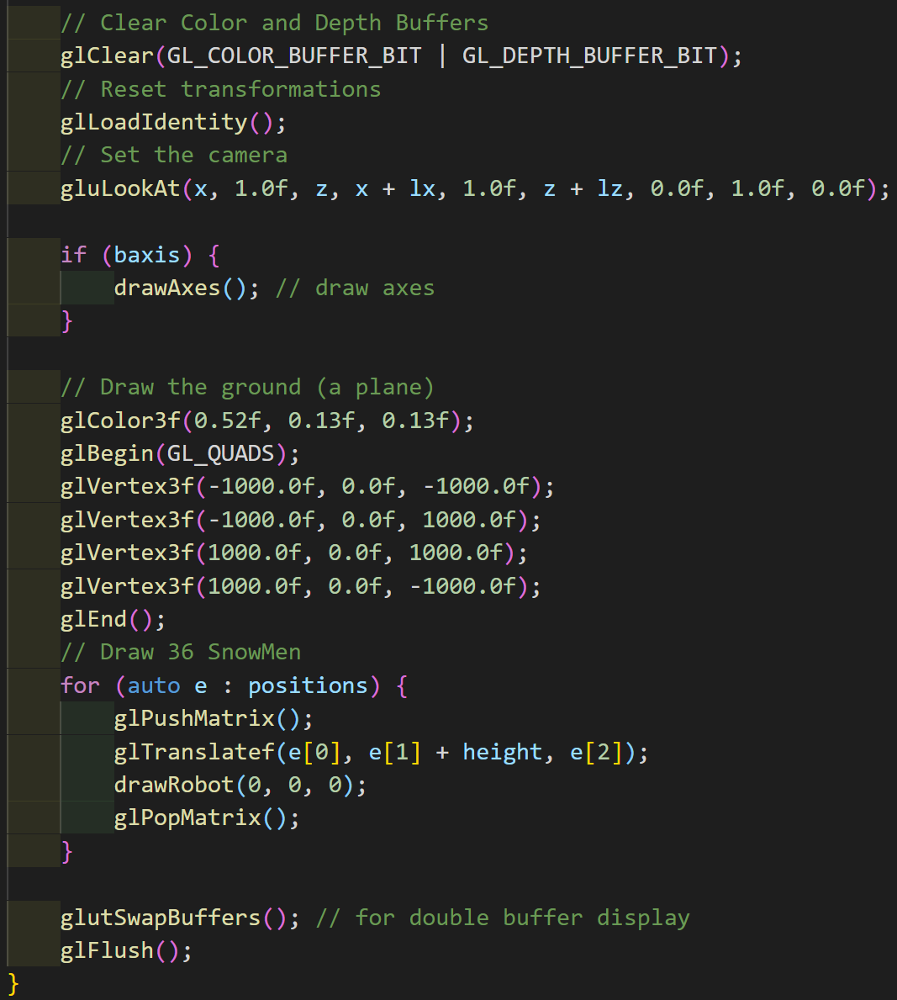 // Clear Color and Depth Buffers
glClear(GL_COLOR_BUFFER_BIT | GL_DEPTH_BUFFER_BIT);
// Reset transformations
glLoadIdentity();
// Set the camera
gluLookAt(x, 1.0f, z, x + lx, 1.0f, z + lz, 0.0f, 1.0f, 0.0f);
if (baxis) {
drawAxes(); // draw axes
}
// Draw the ground (a plane)
glColor3f(0.52f, 0.13f, 0.13f);
glBegin(GL_QUADS);
glVertex3f(-1000.0f, 0.0f, -1000.0f);
glVertex3f(-1000.0f, 0.0f, 1000.0f);
glVertex3f(1000.0f, 0.0f, 1000.0f);
glVertex3f(1000.0f, 0.0f, -1000.0f);
glEnd();
// Draw 36 SnowMen
for (auto e : positions) {
glPushMatrix();
glTranslatef(e[0], e[1] + height, e[2]);
drawRobot(0, 0, 0);
glPopMatrix();
}
glutSwapBuffers(); // for double buffer display
glFlush();
}